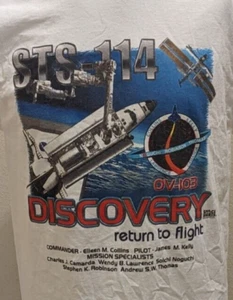 STS-114
OV-103
DISCOVERY
return to flight
COMMANDER - Eileen M. Collins PILOT - James M. Kelly
MISSION SPECIALISTS
Charles J. Camarda Wendy B. Lawrence Soichi Noguchi
Stephen K. Robinson Andrew S.W. Thomas